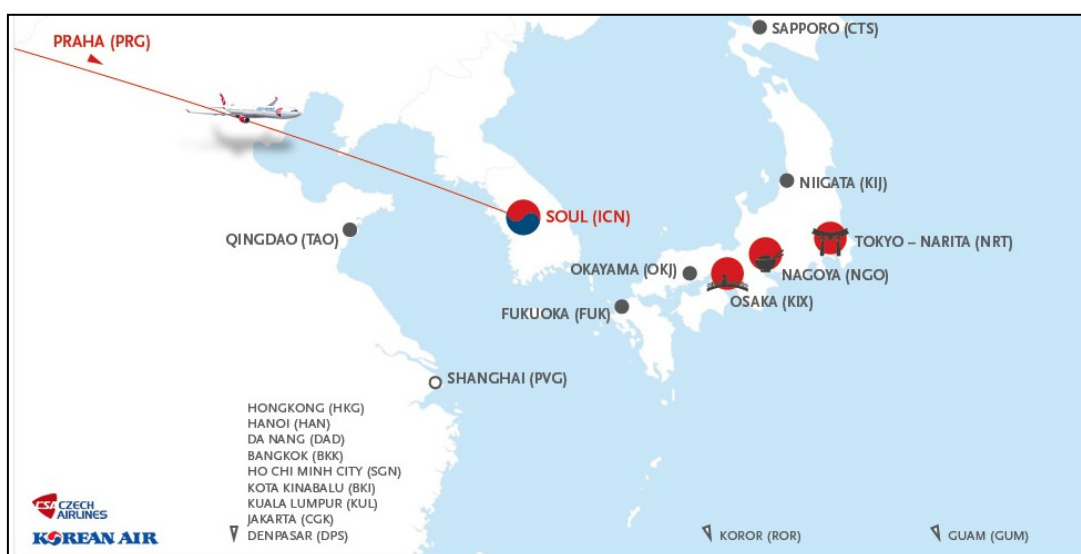 SAPPORO (CTS)
PRAHA (PRG)
NIIGATA (KIJ)
SOUL (ICN)
QINGDAO (TAO)
TOKYO – NARITA (NRT)
OKAYAMA (OKJ)
NAGOYA (NGO)
OSAKA (KIX)
FUKUOKA (FUK)
SHANGHAI (PVG)
HONGKONG (HKG)
HANOI (HAN)
DA NANG (DAD)
BANGKOK (BKK)
HO CHI MINH CITY (SGN)
KOTA KINABALU (BKI)
KUALA LUMPUR (KUL)
JAKARTA (CGK)
DENPASAR (DPS)
CSA CZECH
AIRLINES
KOREAN AIR
KOROR (ROR)
GUAM (GUM)